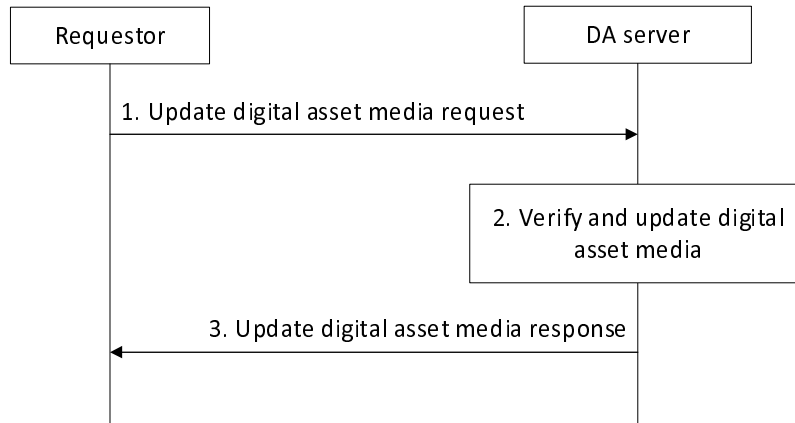 Requestor
DA server
1. Update digital asset media request
2. Verify and update digital
asset media
3. Update digital asset media response